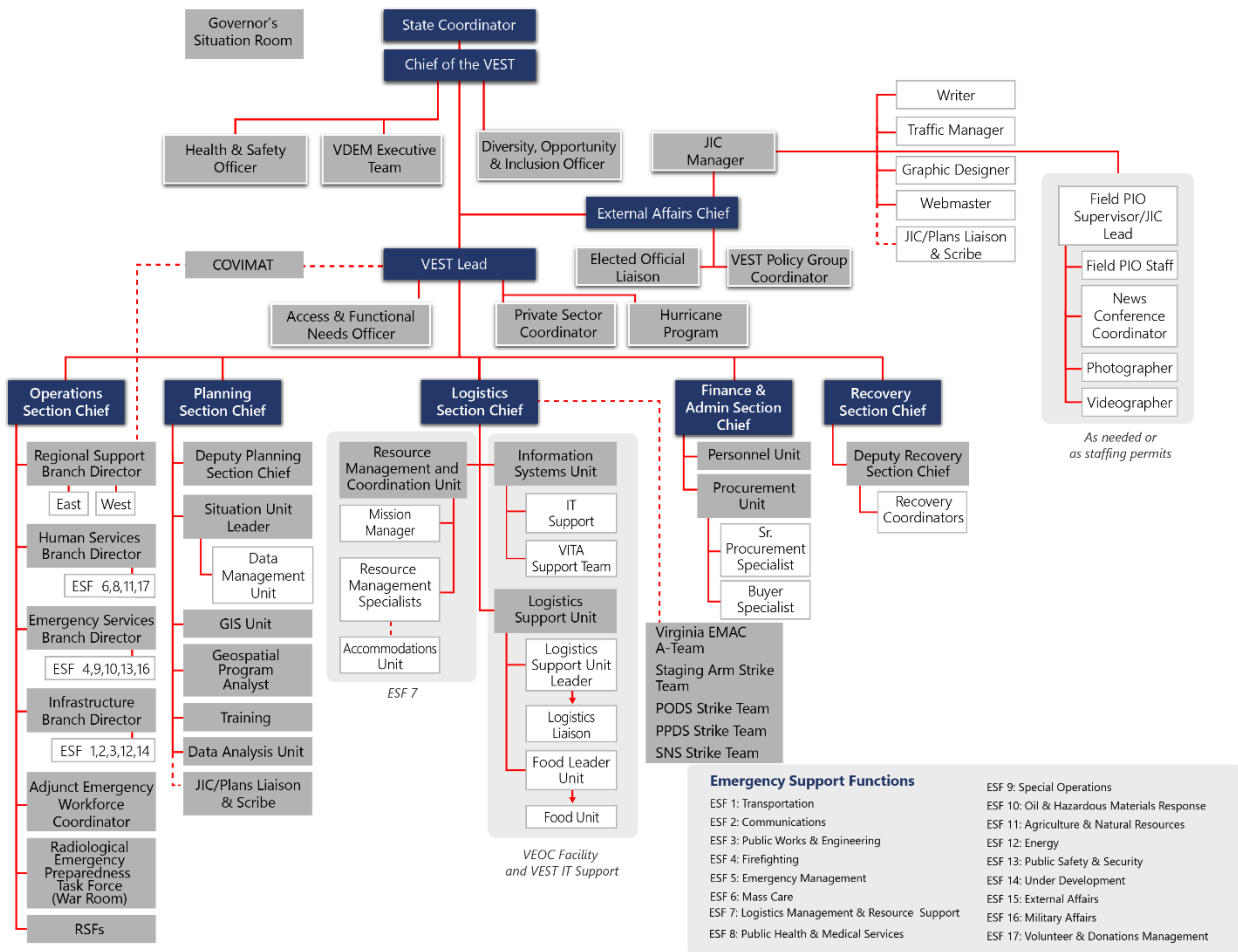 Governor's
Situation Room
State Coordinator
Chief of the VEST
Health & Safety
Officer
VDEM Executive
Team
Diversity, Opportunity
& Inclusion Officer
JIC
Manager
Writer
Traffic Manager
Graphic Designer
Webmaster
JIC/Plans Liaison
& Scribe
Field PIO
Supervisor/JIC
Lead
Field PIO Staff
News
Conference
Coordinator
Photographer
Videographer
As needed or
as staffing permits
External Affairs Chief
Elected Official
Liaison
VEST Policy Group
Coordinator
COVIMAT
VEST Lead
Access & Functional
Needs Officer
Private Sector
Coordinator
Hurricane
Program
Operations
Section Chief
Regional Support
Branch Director
East
West
Human Services
Branch Director
ESF 6,8,11,17
Emergency Services
Branch Director
ESF 4,9,10,13,16
Infrastructure
Branch Director
ESF 1,2,3,12,14
Adjunct Emergency
Workforce
Coordinator
Radiological
Emergency
Preparedness
Task Force
(War Room)
RSFs
Planning
Section Chief
Deputy Planning
Section Chief
Situation Unit
Leader
Data
Management
Unit
GIS Unit
Geospatial
Program
Analyst
Training
Data Analysis Unit
JIC/Plans Liaison
& Scribe
Logistics
Section Chief
Resource
Management and
Coordination Unit
Mission
Manager
Resource
Management
Specialists
Accommodations
Unit
ESF 7
Information
Systems Unit
IT
Support
VITA
Support Team
Logistics
Support Unit
Logistics
Support Unit
Leader
Logistics
Liaison
Food Leader
Unit
Food Unit
VEOC Facility
and VEST IT Support
Finance &
Admin Section
Chief
Personnel Unit
Procurement
Unit
Sr.
Procurement
Specialist
Buyer
Specialist
Virginia EMAC
A-Team
Staging Arm Strike
Team
PODS Strike Team
PPDS Strike Team
SNS Strike Team
Recovery
Section Chief
Deputy Recovery
Section Chief
Recovery
Coordinators
Emergency Support Functions
ESF 1: Transportation
ESF 2: Communications
ESF 3: Public Works & Engineering
ESF 4: Firefighting
ESF 5: Emergency Management
ESF 6: Mass Care
ESF 7: Logistics Management & Resource Support
ESF 8: Public Health & Medical Services
ESF 9: Special Operations
ESF 10: Oil & Hazardous Materials Response
ESF 11: Agriculture & Natural Resources
ESF 12: Energy
ESF 13: Public Safety & Security
ESF 14: Under Development
ESF 15: External Affairs
ESF 16: Military Affairs
ESF 17: Volunteer & Donations Management